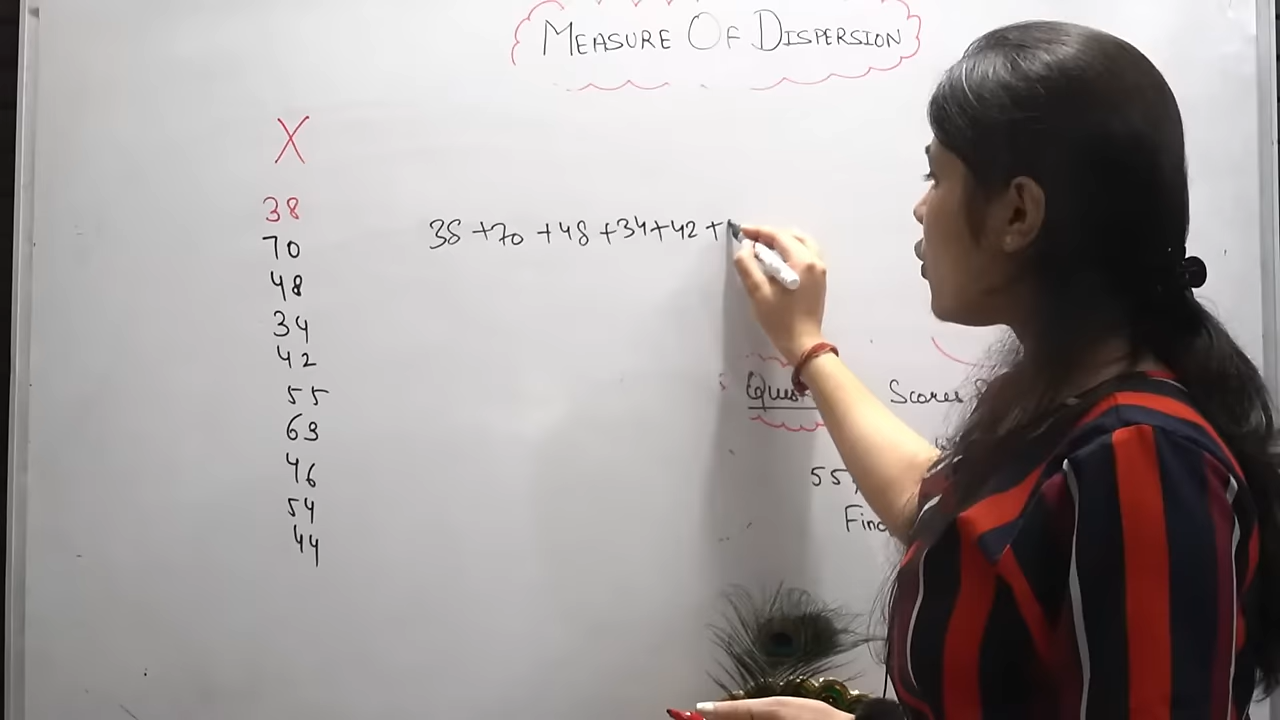 MEASURE OF DISPERSION
X
38
70
48
34
42
55
63
46
54
44
38 +70 +48 +34+42 +
Scores
55,